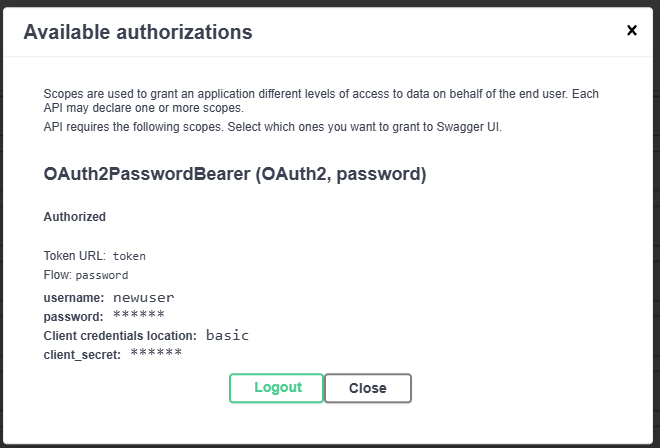 Available authorizations
×
Scopes are used to grant an application different levels of access to data on behalf of the end user. Each
API may declare one or more scopes.
API requires the following scopes. Select which ones you want to grant to Swagger UI.
OAuth2PasswordBearer (OAuth2, password)
Authorized
Token URL: token
Flow: password
username: newuser
password: ******
Client credentials location: basic
client_secret: ******
Logout Close